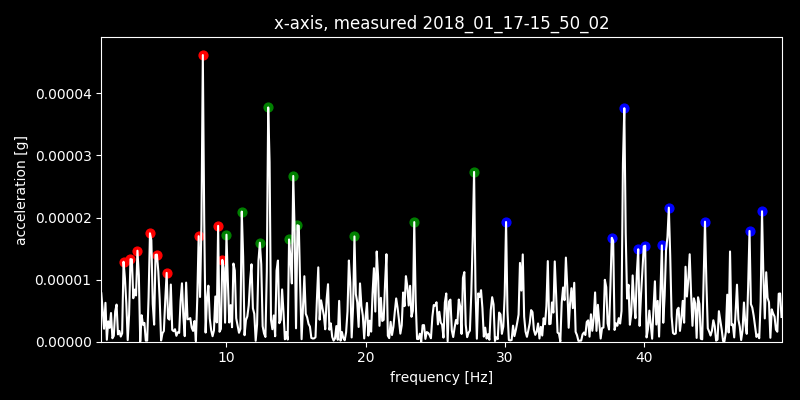 x-axis, measured 2018_01_17-15_50_02
0.00004
0.00003
0.00002
0.00001
0.00000
acceleration [g]
10 20 30 40
frequency [Hz]